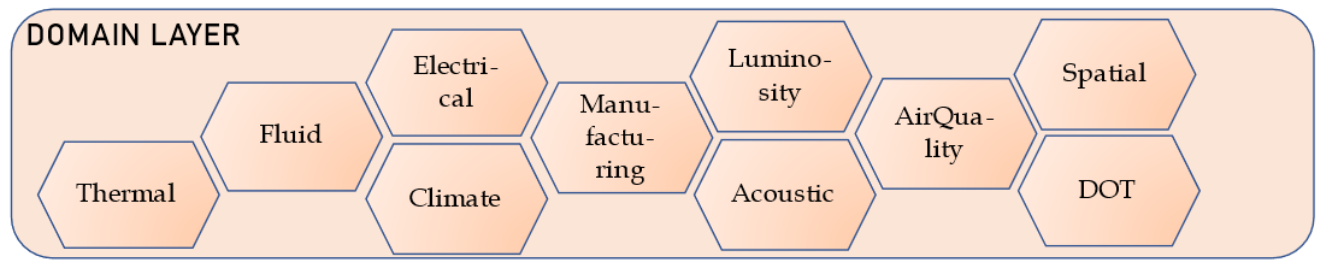 DOMAIN LAYER
Thermal
Fluid
Electri-
cal
Climate
Manu-
factu-
ring
Lumino-
sity
Acoustic
AirQua-
lity
Spatial
DOT